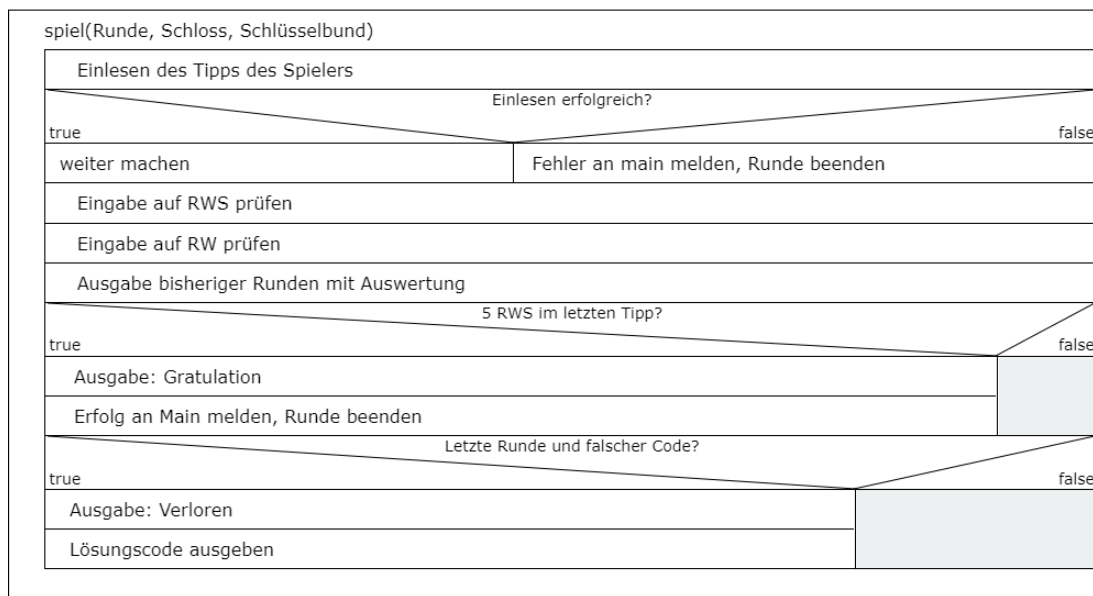 spiel(Runde, Schloss, Schlüsselbund)
Einlesen des Tipps des Spielers
Einlesen erfolgreich?
true
false
weiter machen
Fehler an main melden, Runde beenden
Eingabe auf RWS prüfen
Eingabe auf RW prüfen
Ausgabe bisheriger Runden mit Auswertung
5 RWS im letzten Tipp?
true
false
Ausgabe: Gratulation
Erfolg an Main melden, Runde beenden
Letzte Runde und falscher Code?
true
false
Ausgabe: Verloren
Lösungscode ausgeben